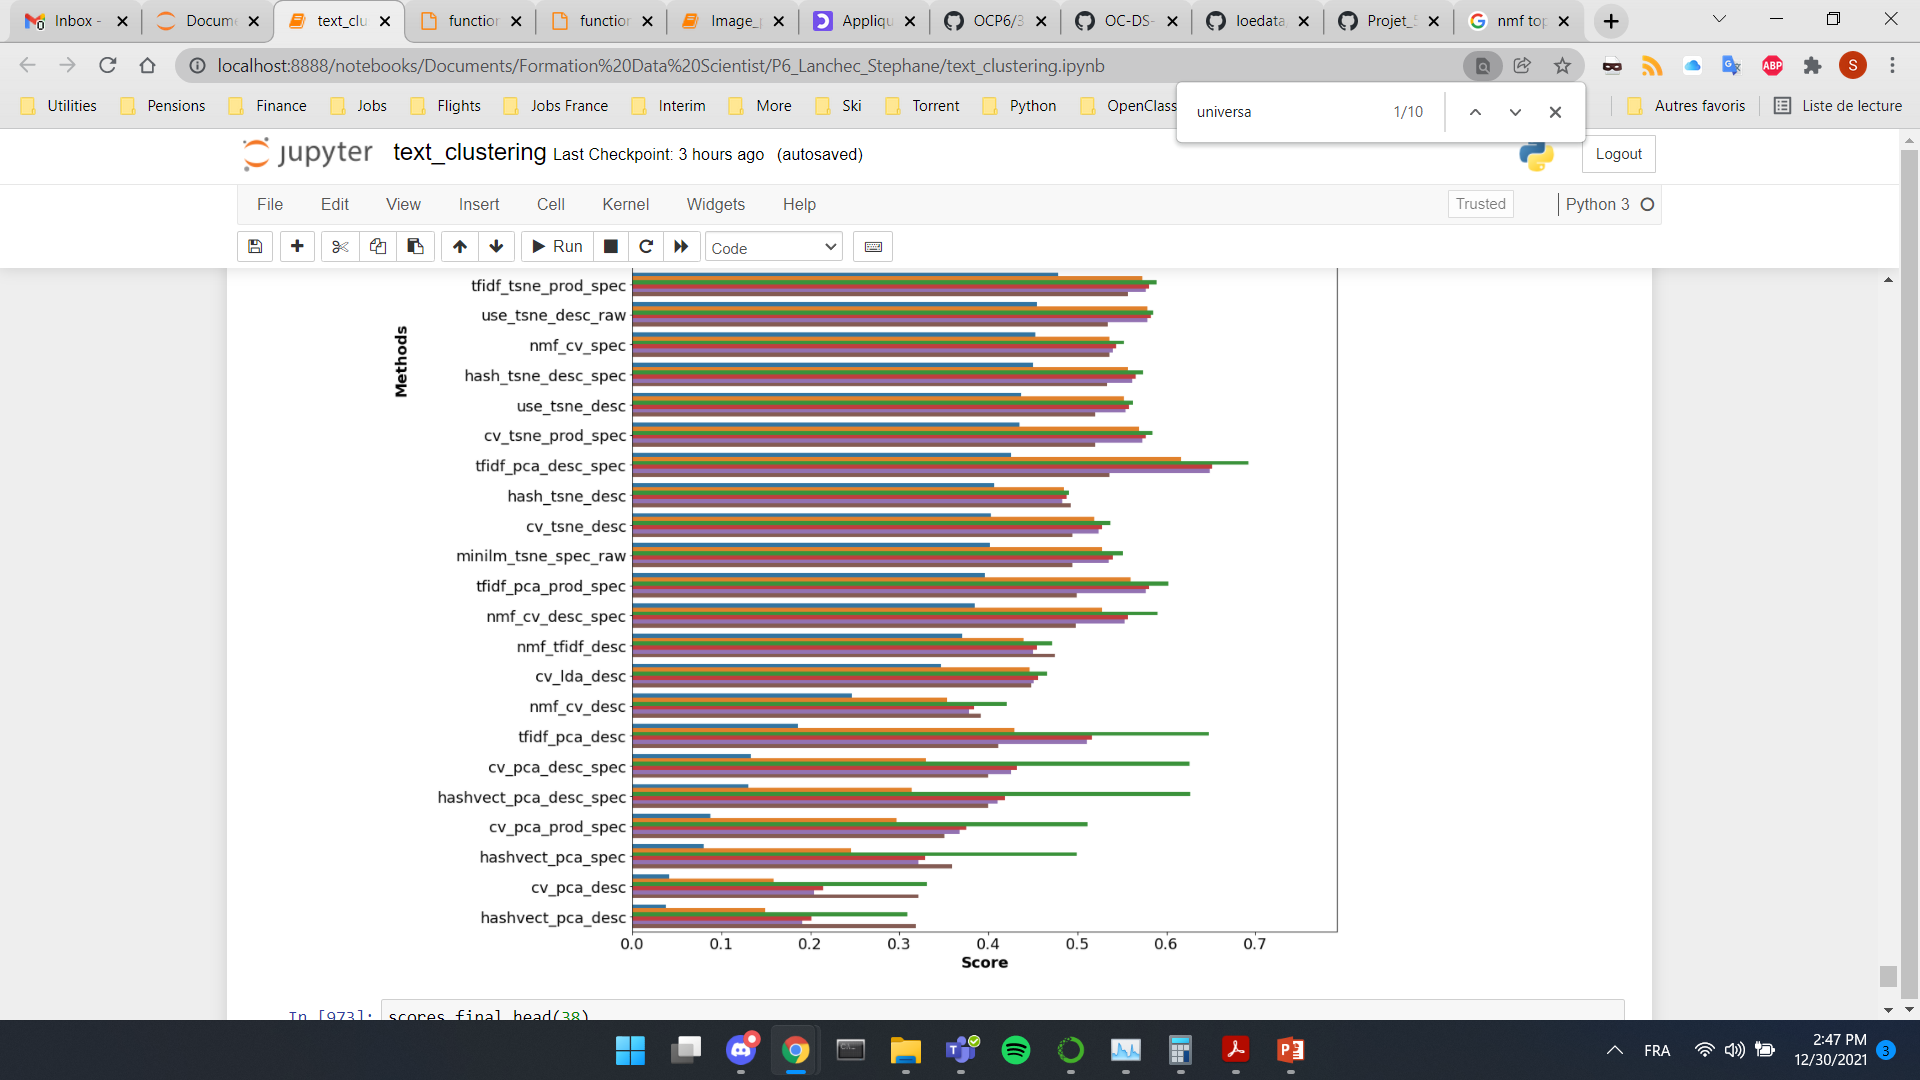 Inbox -
Docume
text_clu
function
function
Image_
Appliqu
OCP6/3
OC-DS-
loedata
Projet_5
nmf top
localhost:8888/notebooks/Documents/Formation%20Data%20Scientist/P6_Lanchec_Stephane/text_clustering.ipynb
ABP
S
Utilities
Pensions
Finance
Jobs
Flights
Jobs France
Interim
More
Ski
Torrent
Python
OpenClass
Autres favoris
Liste de lecture
universa 1/10
jupyter text_clustering Last Checkpoint: 3 hours ago (autosaved)
Logout
File Edit View Insert Cell Kernel Widgets Help
Trusted
Python 3
Run
Code
Methods
tfidf_tsne_prod_spec
use_tsne_desc_raw
nmf_cv_spec
hash_tsne_desc_spec
use_tsne_desc
cv_tsne_prod_spec
tfidf_pca_desc_spec
hash_tsne_desc
cv_tsne_desc
minilm_tsne_spec_raw
tfidf_pca_prod_spec
nmf_cv_desc_spec
nmf_tfidf_desc
cv_lda_desc
nmf_cv_desc
tfidf_pca_desc
cv_pca_desc_spec
hashvect_pca_desc_spec
cv_pca_prod_spec
hashvect_pca_spec
cv_pca_desc
hashvect_pca_desc
0.0 0.1 0.2 0.3 0.4 0.5 0.6 0.7
Score
In [973]: scores_final.head(38)
FRA
2:47 PM
12/30/2021
3